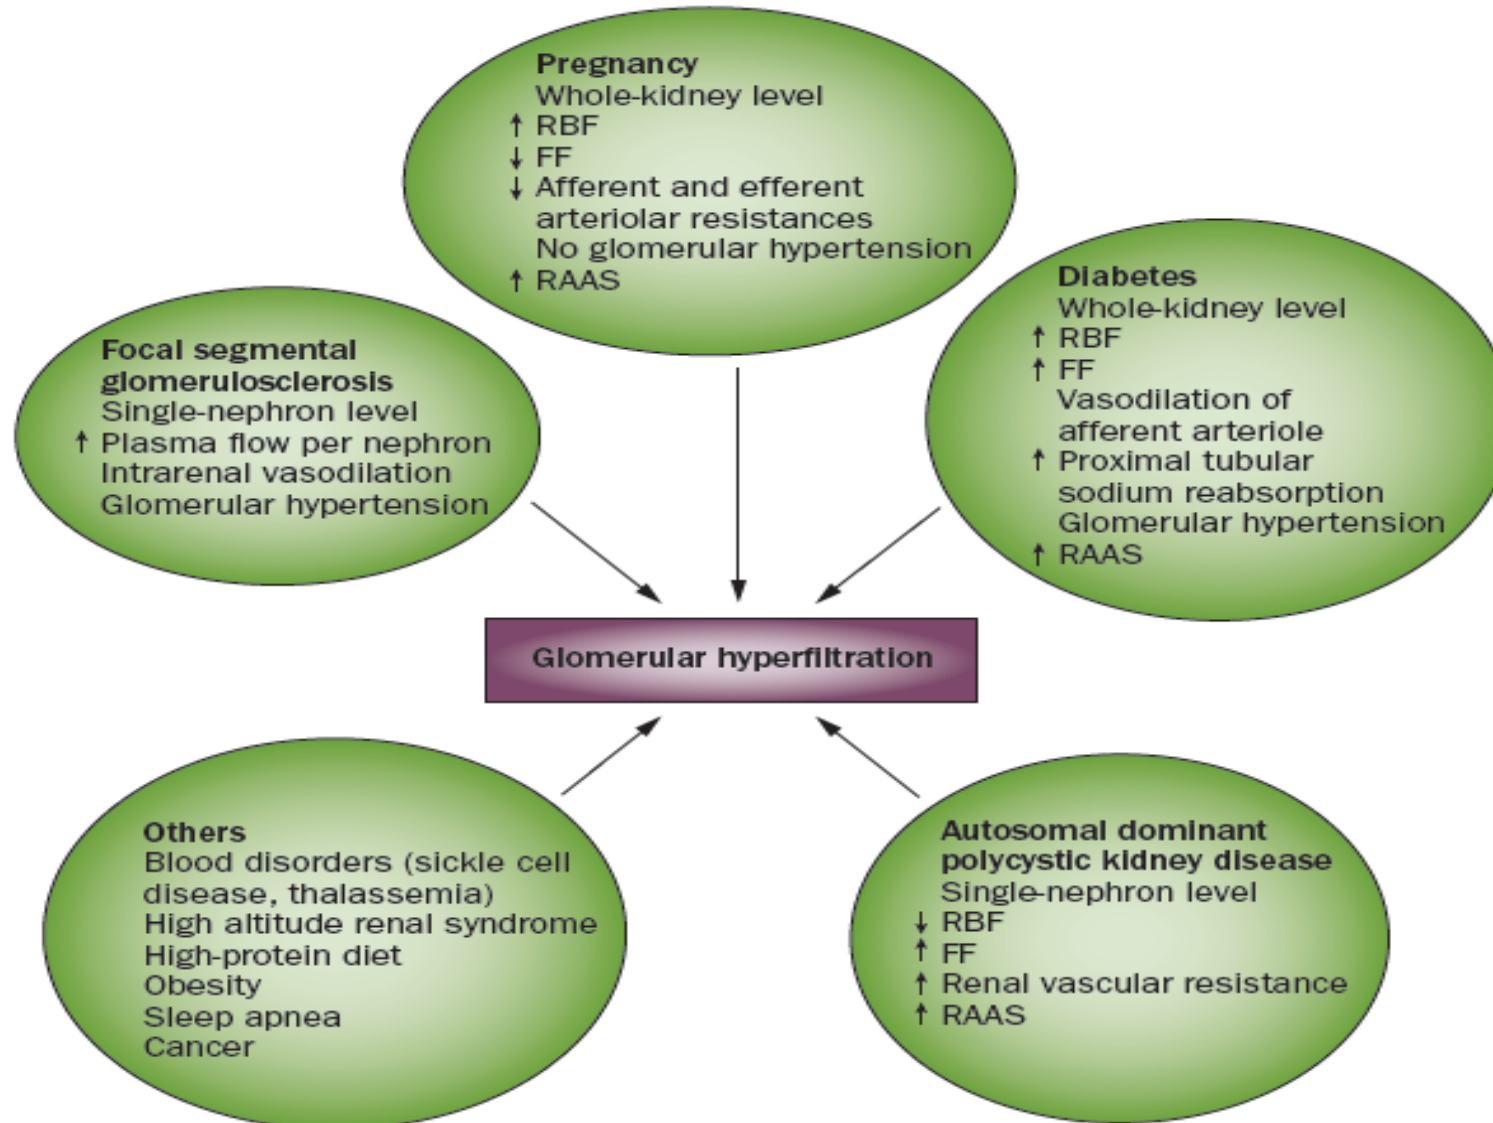 Pregnancy
Whole-kidney level
↑ RBF
↓ FF
↓ Afferent and efferent
arteriolar resistances
No glomerular hypertension
↑ RAAS
Focal segmental
glomerulosclerosis
Single-nephron level
↑ Plasma flow per nephron
Intrarenal vasodilation
Glomerular hypertension
Diabetes
Whole-kidney level
↑ RBF
↑ FF
Vasodilation of
afferent arteriole
↑ Proximal tubular
sodium reabsorption
Glomerular hypertension
↑ RAAS
Glomerular hyperfiltration
Others
Blood disorders (sickle cell
disease, thalassemia)
High altitude renal syndrome
High-protein diet
Obesity
Sleep apnea
Cancer
Autosomal dominant
polycystic kidney disease
Single-nephron level
↓ RBF
↑ FF
↑ Renal vascular resistance
↑ RAAS